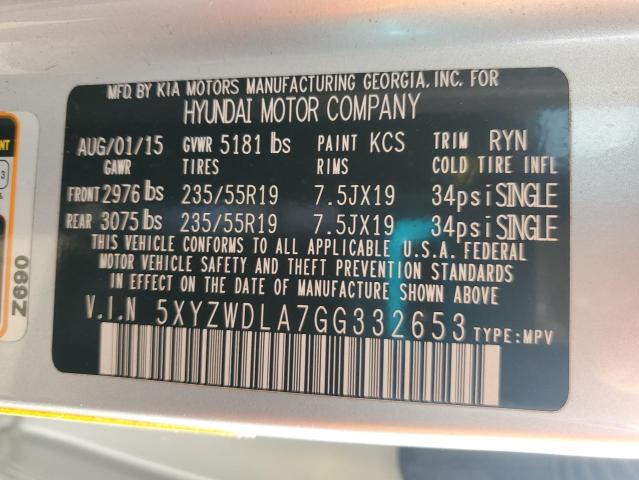 MFD. BY KIA MOTORS MANUFACTURING GEORGIA, INC. FOR
HYUNDAI MOTOR COMPANY
AUG/01/15 GVWR 5181 lbs PAINT KCS TRIM RYN
GAWR TIRES RIMS COLD TIRE INFL
FRONT 2976 lbs 235/55R19 7.5JX19 34psi SINGLE
REAR 3075 lbs 235/55R19 7.5JX19 34psi SINGLE
THIS VEHICLE CONFORMS TO ALL APPLICABLE U.S.A. FEDERAL
MOTOR VEHICLE SAFETY AND THEFT PREVENTION STANDARDS
IN EFFECT ON THE DATE OF MANUFACTURE SHOWN ABOVE
V.I.N 5XYZWDLA7GG332653 TYPE:MPV
Z690